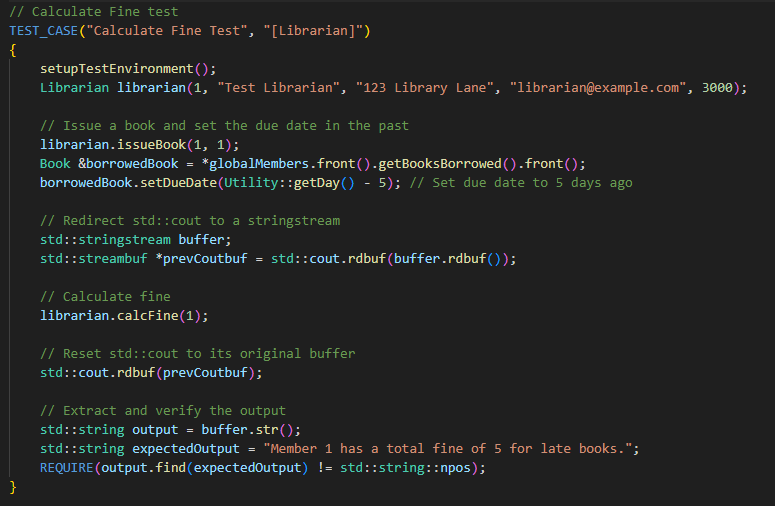 // Calculate Fine test
TEST_CASE("Calculate Fine Test", "[Librarian]")
{
    setupTestEnvironment();
    Librarian librarian(1, "Test Librarian", "123 Library Lane", "librarian@example.com", 3000);

    // Issue a book and set the due date in the past
    librarian.issueBook(1, 1);
    Book &borrowedBook = *globalMembers.front().getBooksBorrowed().front();
    borrowedBook.setDueDate(Utility::getDay() - 5); // Set due date to 5 days ago

    // Redirect std::cout to a stringstream
    std::stringstream buffer;
    std::streambuf *prevCoutbuf = std::cout.rdbuf(buffer.rdbuf());

    // Calculate fine
    librarian.calcFine(1);

    // Reset std::cout to its original buffer
    std::cout.rdbuf(prevCoutbuf);

    // Extract and verify the output
    std::string output = buffer.str();
    std::string expectedOutput = "Member 1 has a total fine of 5 for late books.";
    REQUIRE(output.find(expectedOutput) != std::string::npos);
}